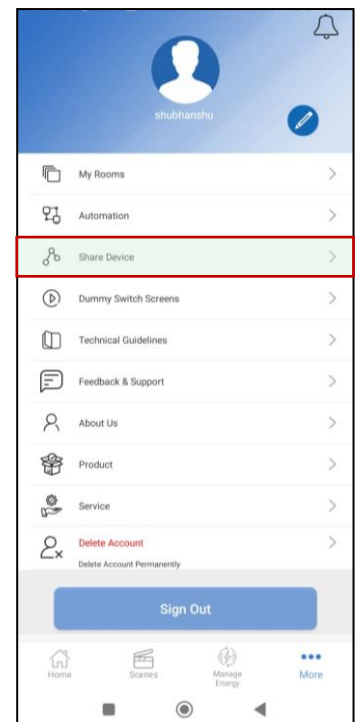 shubhanshu
My Rooms
Automation
Share Device
Dummy Switch Screens
Technical Guidelines
Feedback & Support
About Us
Product
Service
Delete Account
Delete Account Permanently
Sign Out
Home
Scenes
Manage
Energy
More